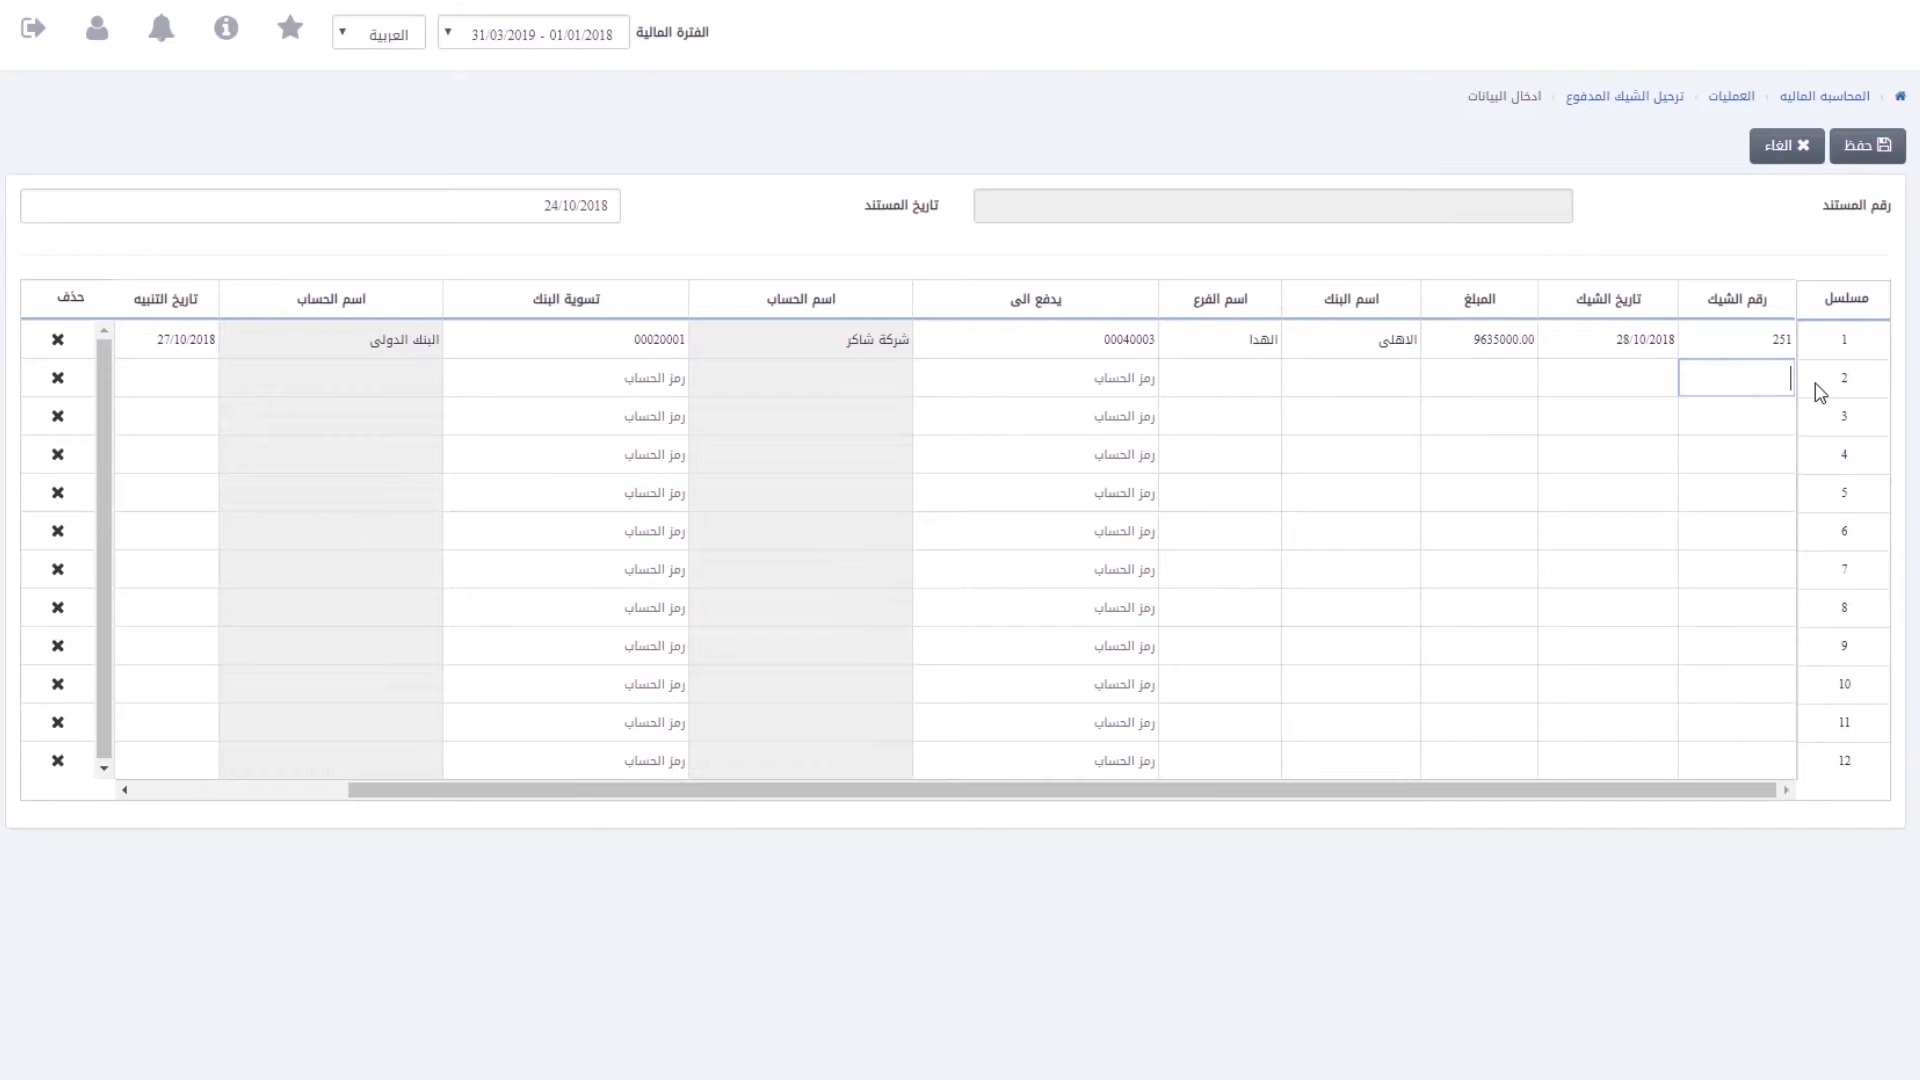 الفترة المالية 01/01/2018 - 31/03/2019 العربية
المحاسبه الماليه › العمليات › ترحيل الشيك المدفوع › ادخال البيانات
حفظ الغاء
رقم المستند تاريخ المستند 24/10/2018
مسلسل رقم الشيك تاريخ الشيك المبلغ اسم البنك اسم الفرع يدفع الى اسم الحساب تسوية البنك اسم الحساب تاريخ التنبيه حذف
1 251 28/10/2018 9635000.00 الاهلى الهدا 00040003 شركة شاكر 00020001 البنك الدولى 27/10/2018
2 رمز الحساب رمز الحساب
3 رمز الحساب رمز الحساب
4 رمز الحساب رمز الحساب
5 رمز الحساب رمز الحساب
6 رمز الحساب رمز الحساب
7 رمز الحساب رمز الحساب
8 رمز الحساب رمز الحساب
9 رمز الحساب رمز الحساب
10 رمز الحساب رمز الحساب
11 رمز الحساب رمز الحساب
12 رمز الحساب رمز الحساب